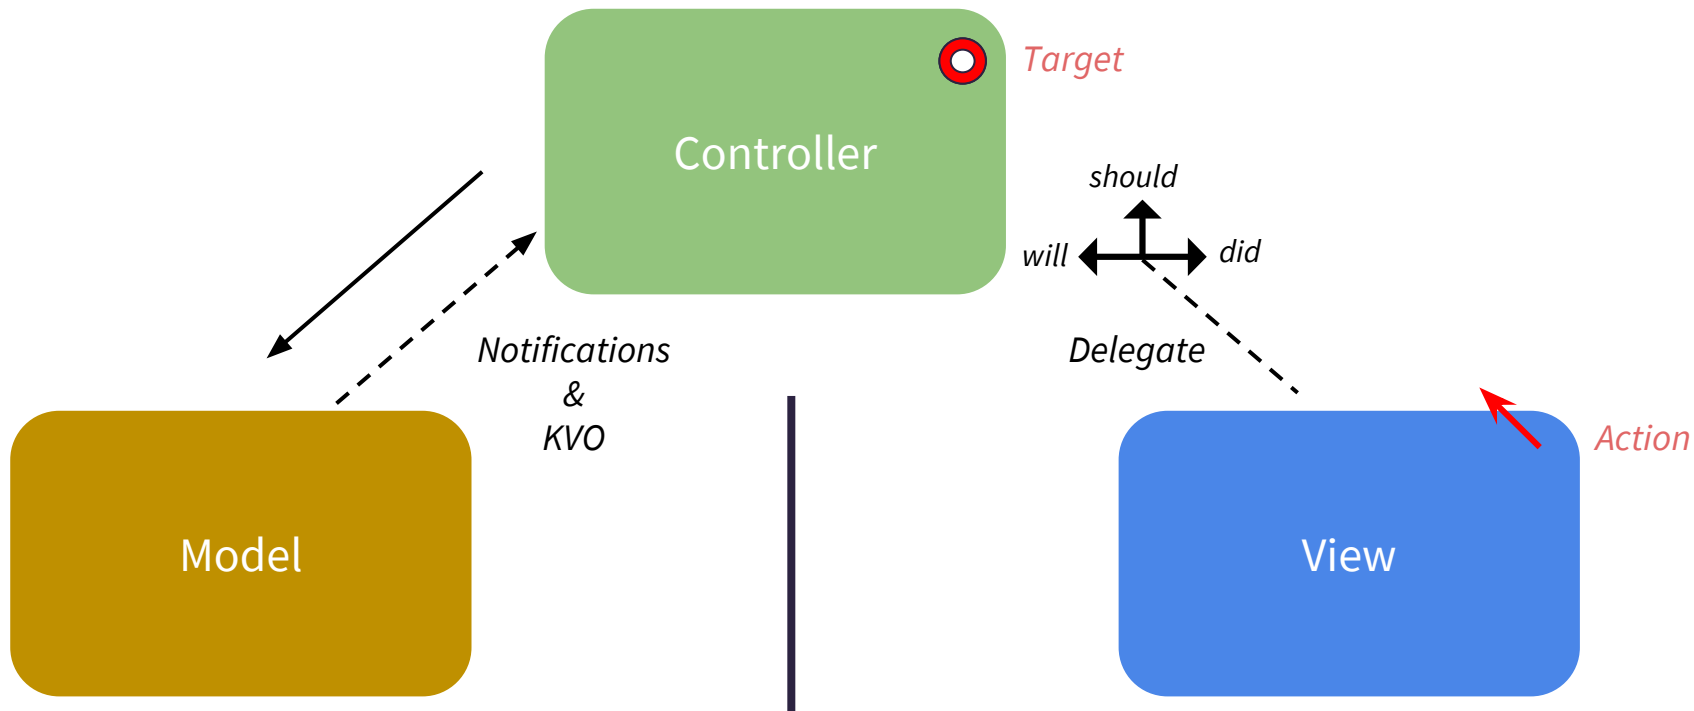 Target
Controller
should
will
did
Notifications
&
KVO
Delegate
Action
Model
View